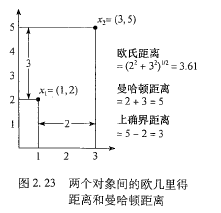 x₂=(3,5)
5
4
3
2
1
3
x₁=(1,2)
2
1
2
3
欧氏距离
=(2²+3²)¹/²=3.61
曼哈顿距离
=2+3=5
上确界距离
=5-2=3
图 2.23 两个对象间的欧几里得
距离和曼哈顿距离